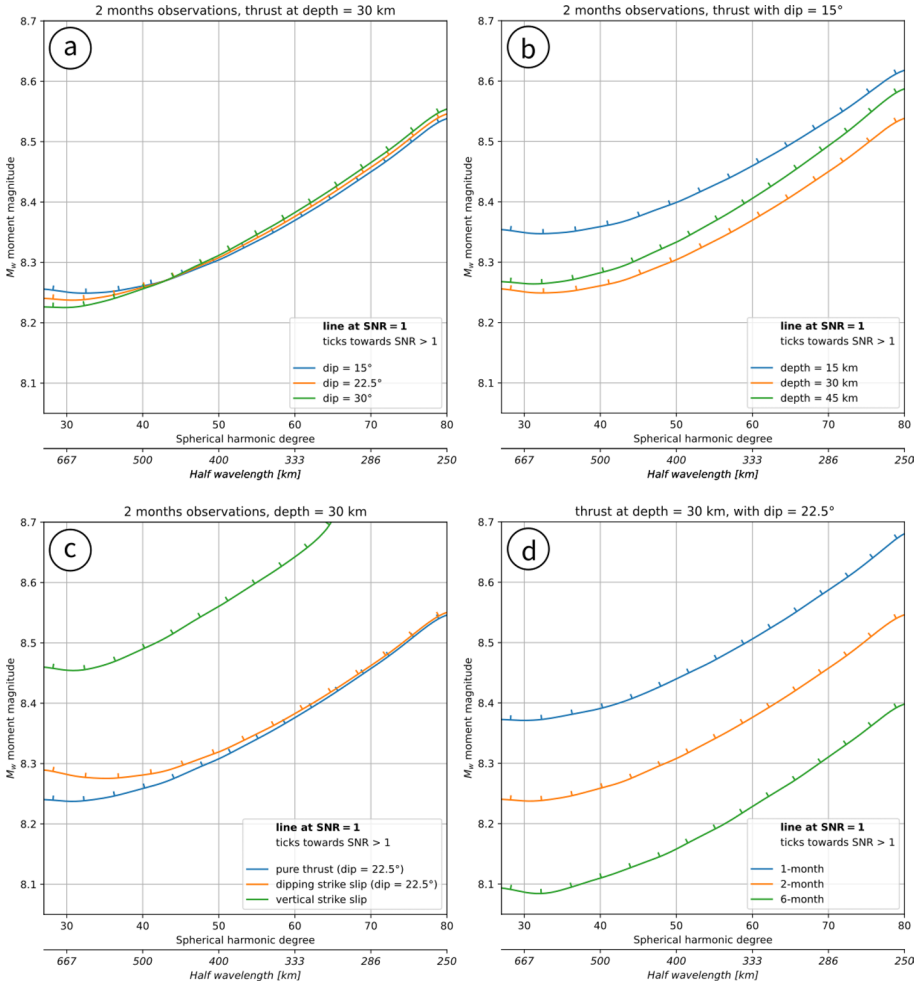 2 months observations, thrust at depth = 30 km
a
8.7
8.6
8.5
8.4
8.3
8.2
8.1
Mw moment magnitude
line at SNR = 1
ticks towards SNR > 1
dip = 15°
dip = 22.5°
dip = 30°
30 40 50 60 70 80
Spherical harmonic degree
667 500 400 333 286 250
Half wavelength [km]
2 months observations, thrust with dip = 15°
b
8.7
8.6
8.5
8.4
8.3
8.2
8.1
Mw moment magnitude
line at SNR = 1
ticks towards SNR > 1
depth = 15 km
depth = 30 km
depth = 45 km
30 40 50 60 70 80
Spherical harmonic degree
667 500 400 333 286 250
Half wavelength [km]
2 months observations, depth = 30 km
c
8.7
8.6
8.5
8.4
8.3
8.2
8.1
Mw moment magnitude
line at SNR = 1
ticks towards SNR > 1
pure thrust (dip = 22.5°)
dipping strike slip (dip = 22.5°)
vertical strike slip
30 40 50 60 70 80
Spherical harmonic degree
667 500 400 333 286 250
Half wavelength [km]
thrust at depth = 30 km, with dip = 22.5°
d
8.7
8.6
8.5
8.4
8.3
8.2
8.1
Mw moment magnitude
line at SNR = 1
ticks towards SNR > 1
1-month
2-month
6-month
30 40 50 60 70 80
Spherical harmonic degree
667 500 400 333 286 250
Half wavelength [km]